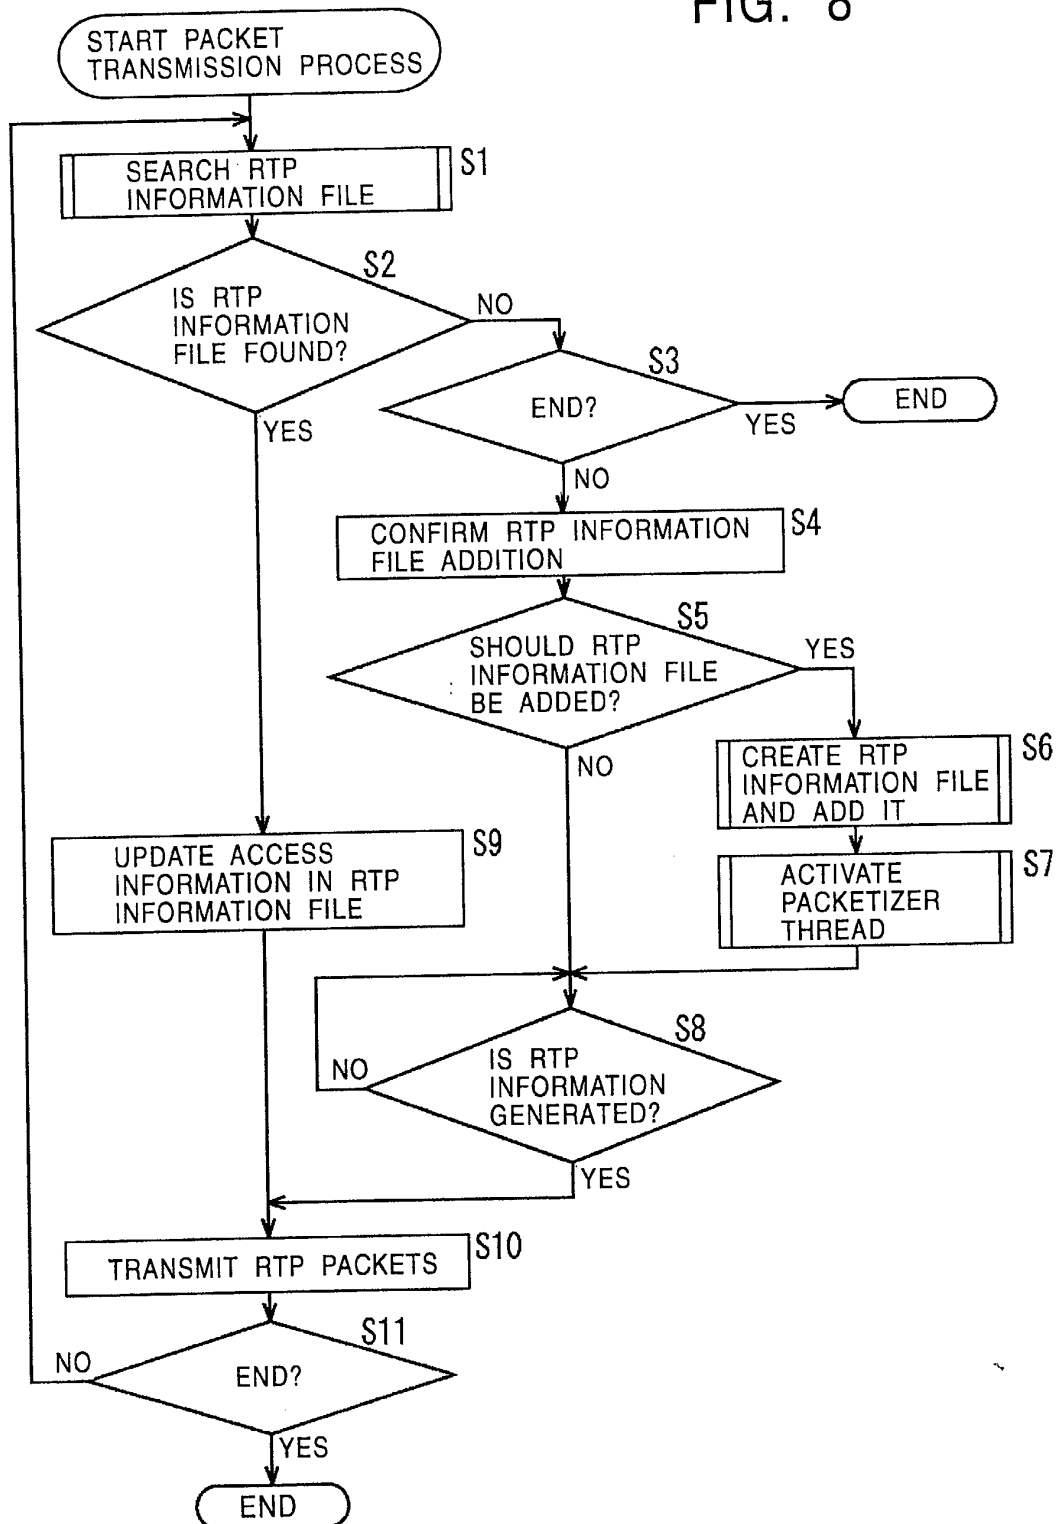 FIG. 8
START PACKET
TRANSMISSION PROCESS
SEARCH RTP
INFORMATION FILE
S1
S2
IS RTP
INFORMATION
FILE FOUND?
NO
YES
S3
END?
YES
END
NO
CONFIRM RTP INFORMATION
FILE ADDITION
S4
S5
SHOULD RTP
INFORMATION FILE
BE ADDED?
YES
NO
CREATE RTP
INFORMATION FILE
AND ADD IT
S6
ACTIVATE
PACKETIZER
THREAD
S7
UPDATE ACCESS
INFORMATION IN RTP
INFORMATION FILE
S9
S8
IS RTP
INFORMATION
GENERATED?
NO
YES
TRANSMIT RTP PACKETS
S10
S11
END?
NO
YES
END